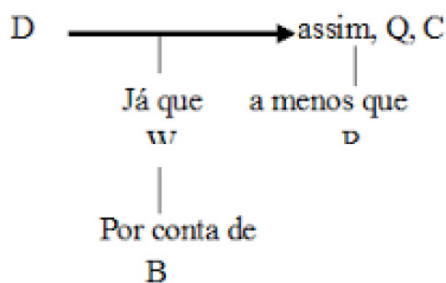 D assim, Q, C
Já que a menos que
W
Por conta de
B